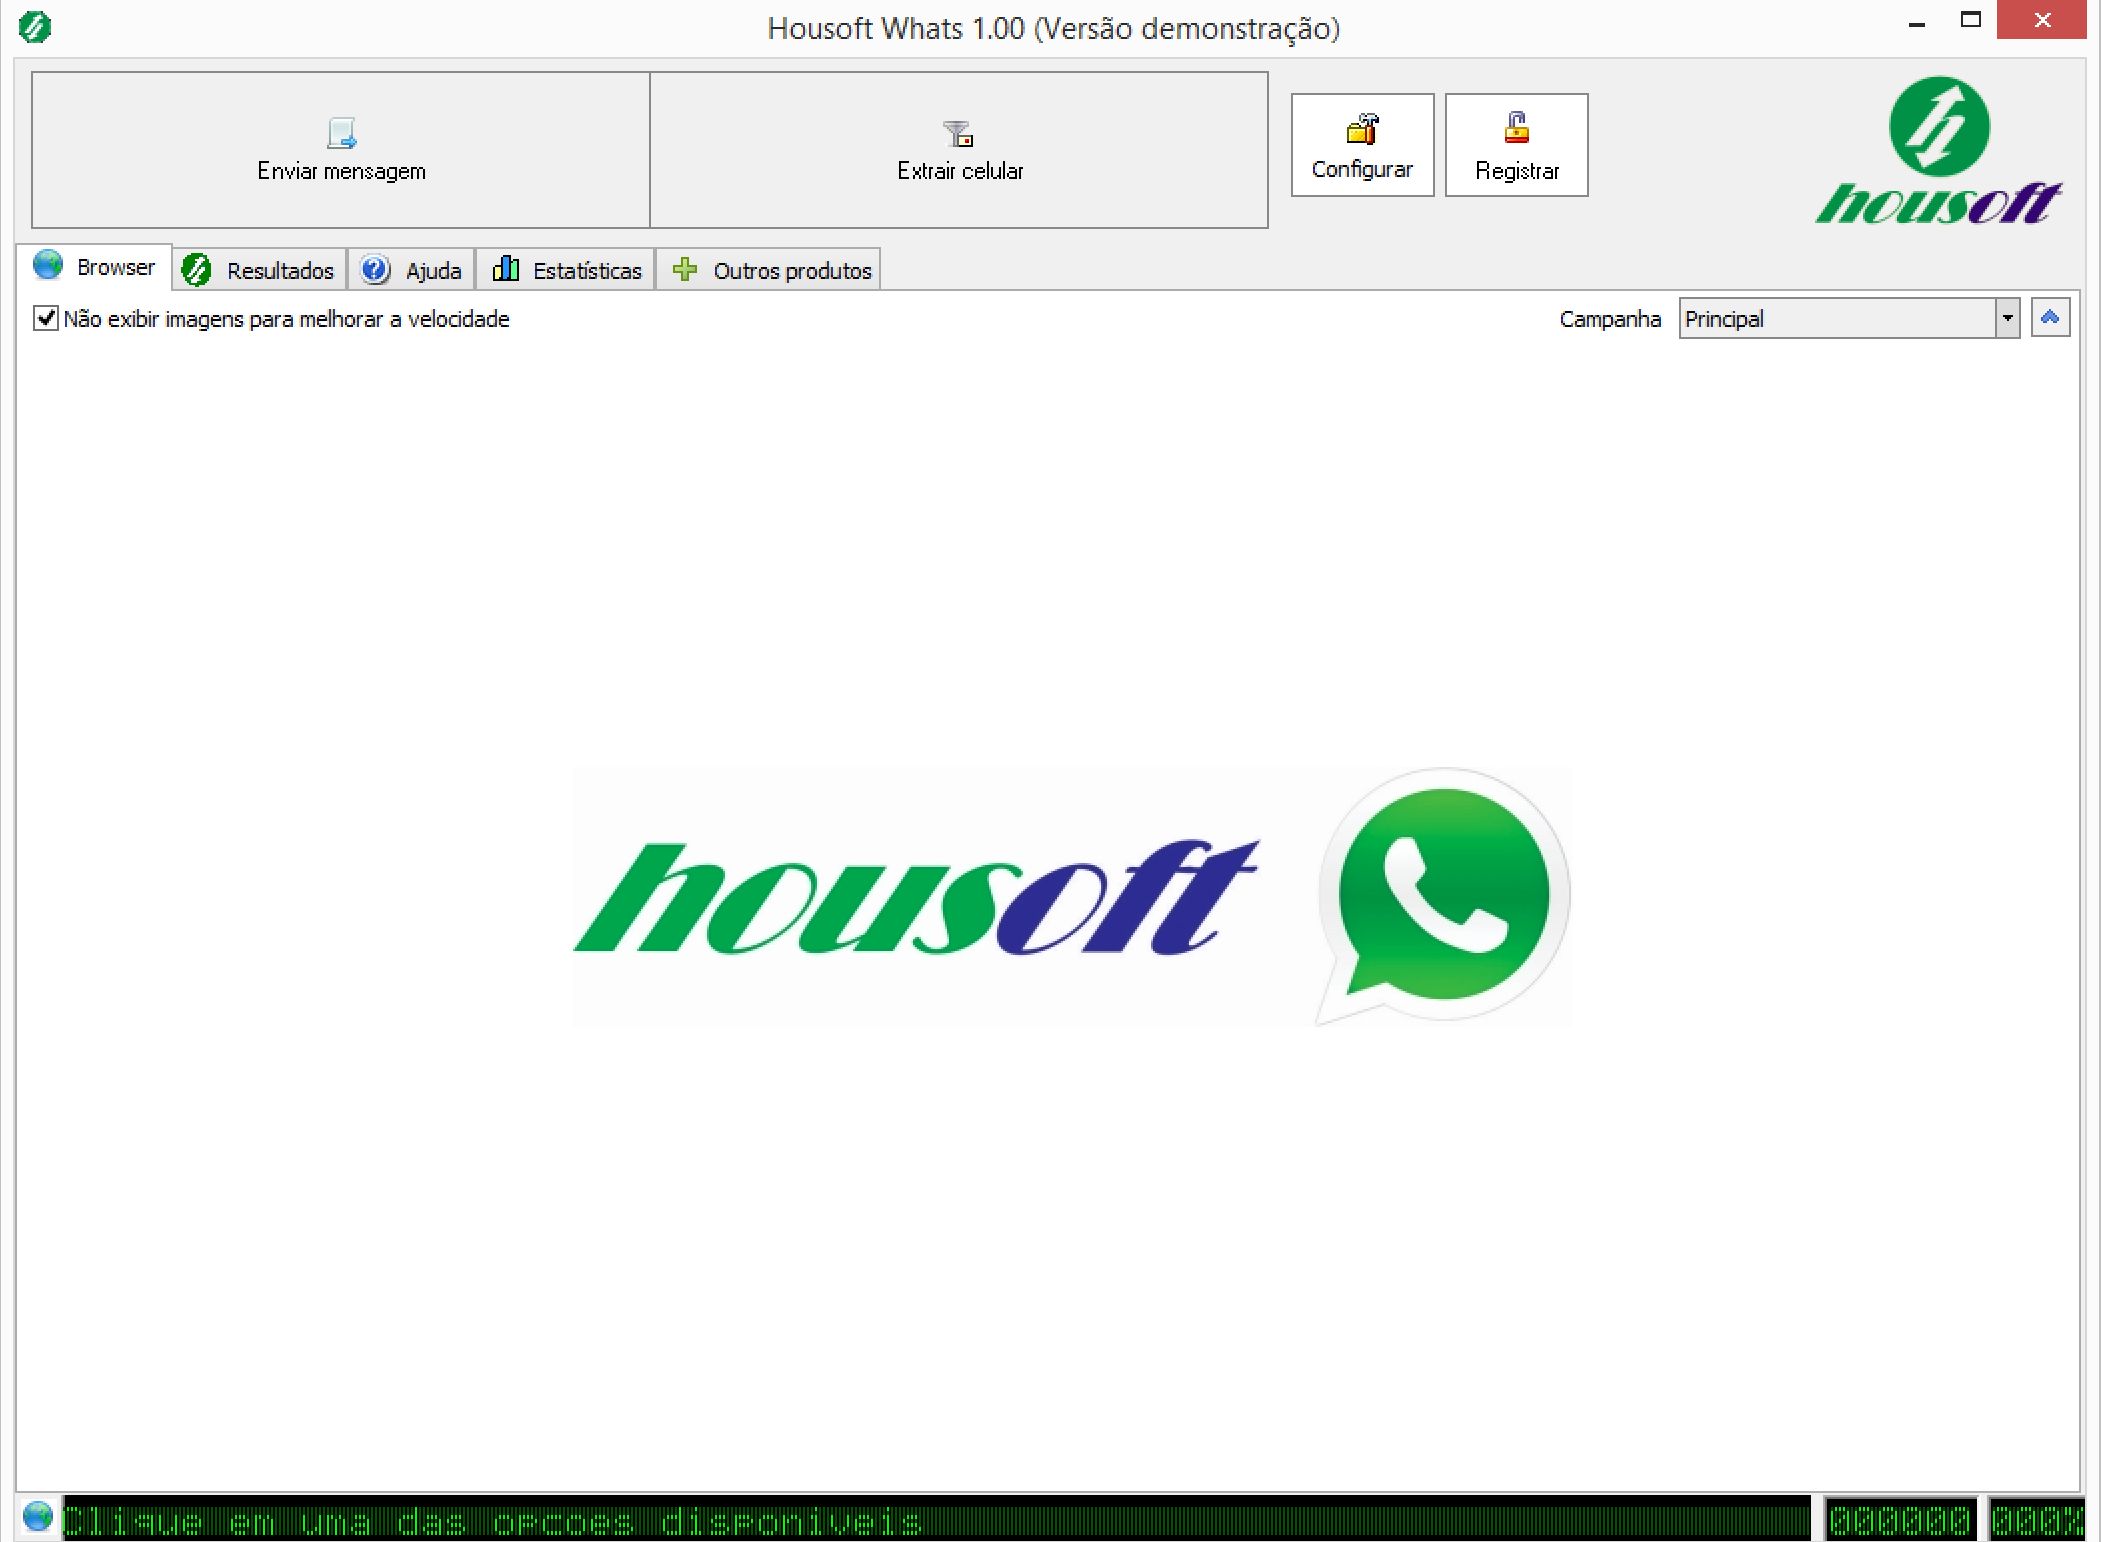 Housoft Whats 1.00 (Versão demonstração)
Enviar mensagem
Extrair celular
Configurar
Registrar
housoft
Browser
Resultados
Ajuda
Estatísticas
Outros produtos
Não exibir imagens para melhorar a velocidade
Campanha
Principal
housoft
Clique em uma das opcoes disponiveis
000000
000%